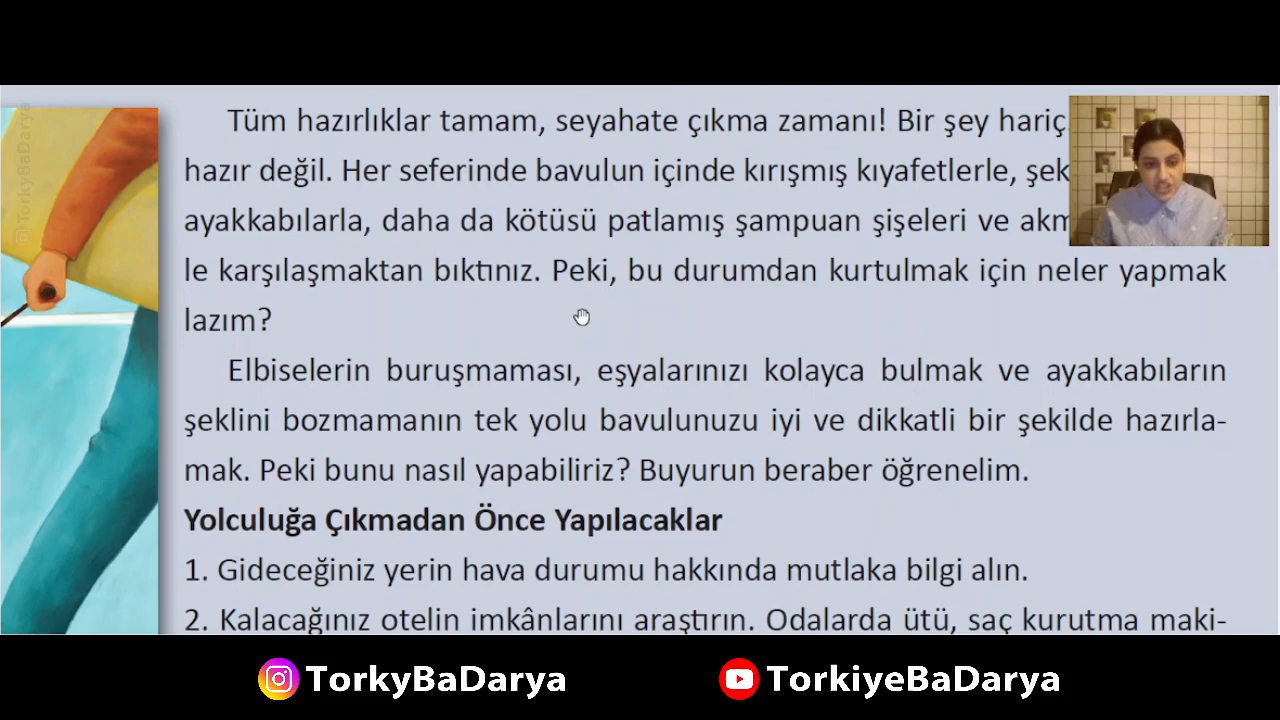 Tüm hazırlıklar tamam, seyahate çıkma zamanı! Bir şey hariç
hazır değil. Her seferinde bavulun içinde kırışmış kıyafetlerle,
ayakkabılarla, daha da kötüsü patlamış şampuan şişeleri ve
le karşılaşmaktan bıktınız. Peki, bu durumdan kurtulmak için neler yapmak
lazım?
Elbiselerin buruşmaması, eşyalarınızı kolayca bulmak ve ayakkabıların
şeklini bozmamanın tek yolu bavulunuzu iyi ve dikkatli bir şekilde hazırla-
mak. Peki bunu nasıl yapabiliriz? Buyurun beraber öğrenelim.
Yolculuğa Çıkmadan Önce Yapılacaklar
1. Gideceğiniz yerin hava durumu hakkında mutlaka bilgi alın.
2. Kalacağınız otelin imkânlarını araştırın. Odalarda ütü, saç kurutma maki-
@TorkyBaDarya
TorkyBaDarya
TorkiyeBaDarya